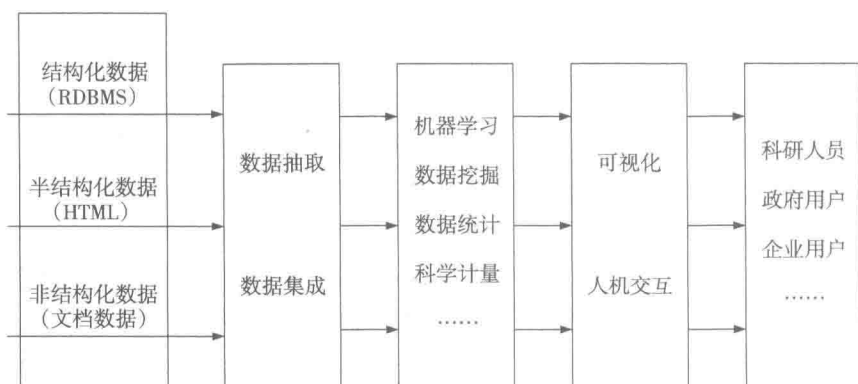 结构化数据
(RDBMS)
半结构化数据
(HTML)
非结构化数据
(文档数据)
数据抽取
数据集成
机器学习
数据挖掘
数据统计
科学计量
……
可视化
人机交互
科研人员
政府用户
企业用户
……